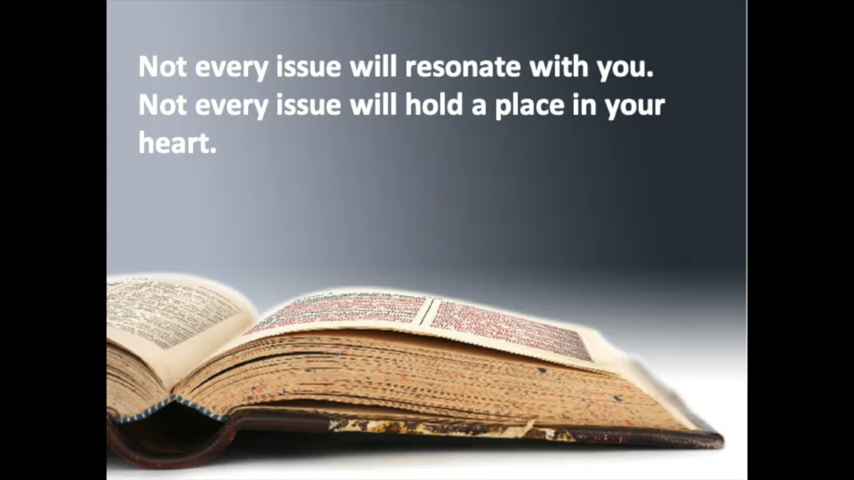 Not every issue will resonate with you.
Not every issue will hold a place in your
heart.